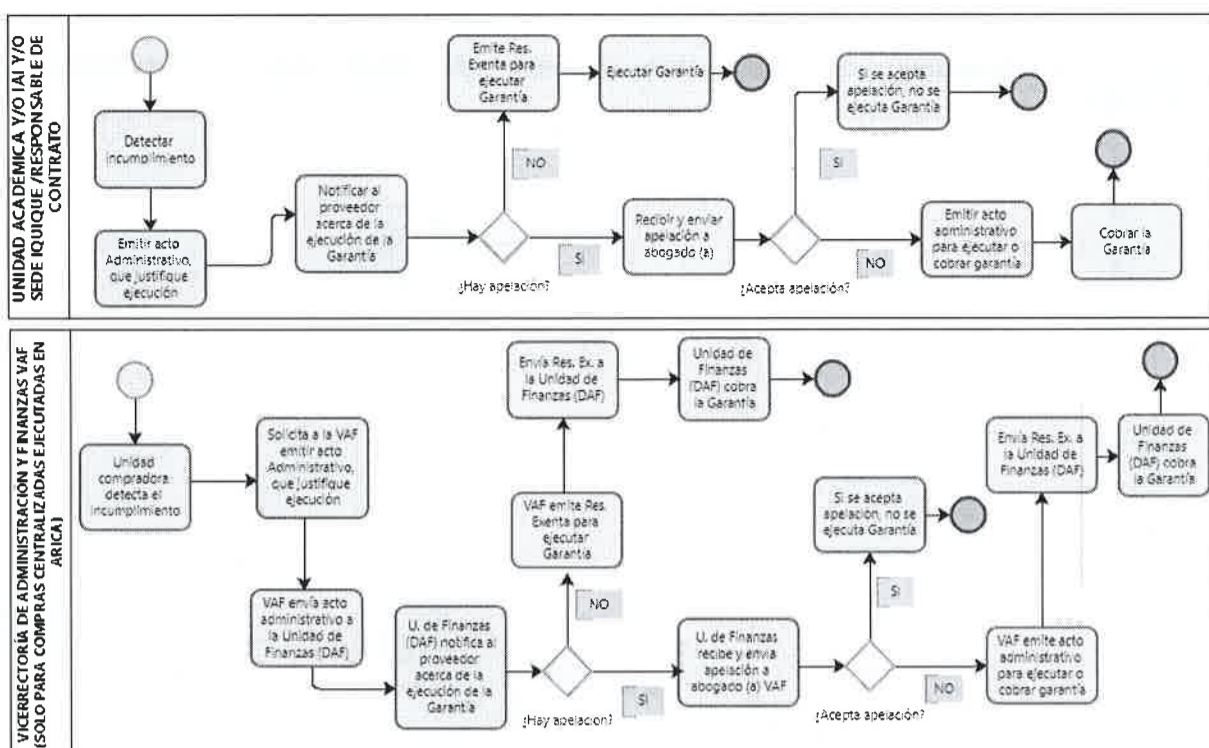 UNIDAD ACADEMICA Y/O IAI Y/O
SEDE IQUIQUE /RESPONSABLE DE
CONTRATO
Detectar
incumplimiento
Emitir acto
Administrativo,
que justifique
ejecución
Notificar al
proveedor
acerca de la
ejecución de la
Garantía
Emite Res.
Exenta para
ejecutar
Garantía
Ejecutar Garantía
NO
SI
¿Hay apelación?
Recibir y enviar
apelación a
abogado (a)
Si se acepta
apelación, no se
ejecuta Garantía
SI
NO
¿Acepta apelación?
Emitir acto
administrativo
para ejecutar o
cobrar garantía
Cobrar la
Garantía
VICERRECTORÍA DE ADMINISTRACION Y FINANZAS VAF
(SOLO PARA COMPRAS CENTRALIZADAS EJECUTADAS EN
ARICA)
Unidad
compradora
detecta el
incumplimiento
Solicita a la VAF
emitir acto
Administrativo,
que justifique
ejecución
VAF envía acto
administrativo a
la Unidad de
Finanzas (DAF)
U. de Finanzas
(DAF) notifica al
proveedor
acerca de la
ejecución de la
Garantía
Envía Res. Ex. a
la Unidad de
Finanzas (DAF)
Unidad de
Finanzas
(DAF) cobra
la Garantía
VAF emite Res.
Exenta para
ejecutar
Garantía
NO
SI
¿Hay apelación?
U. de Finanzas
recibe y envía
apelación a
abogado (a) VAF
Si se acepta
apelación, no se
ejecuta Garantía
SI
NO
¿Acepta apelación?
VAF emite acto
administrativo
para ejecutar o
cobrar garantía
Envía Res. Ex. a
la Unidad de
Finanzas (DAF)
Unidad de
Finanzas
(DAF) cobra
la Garantía